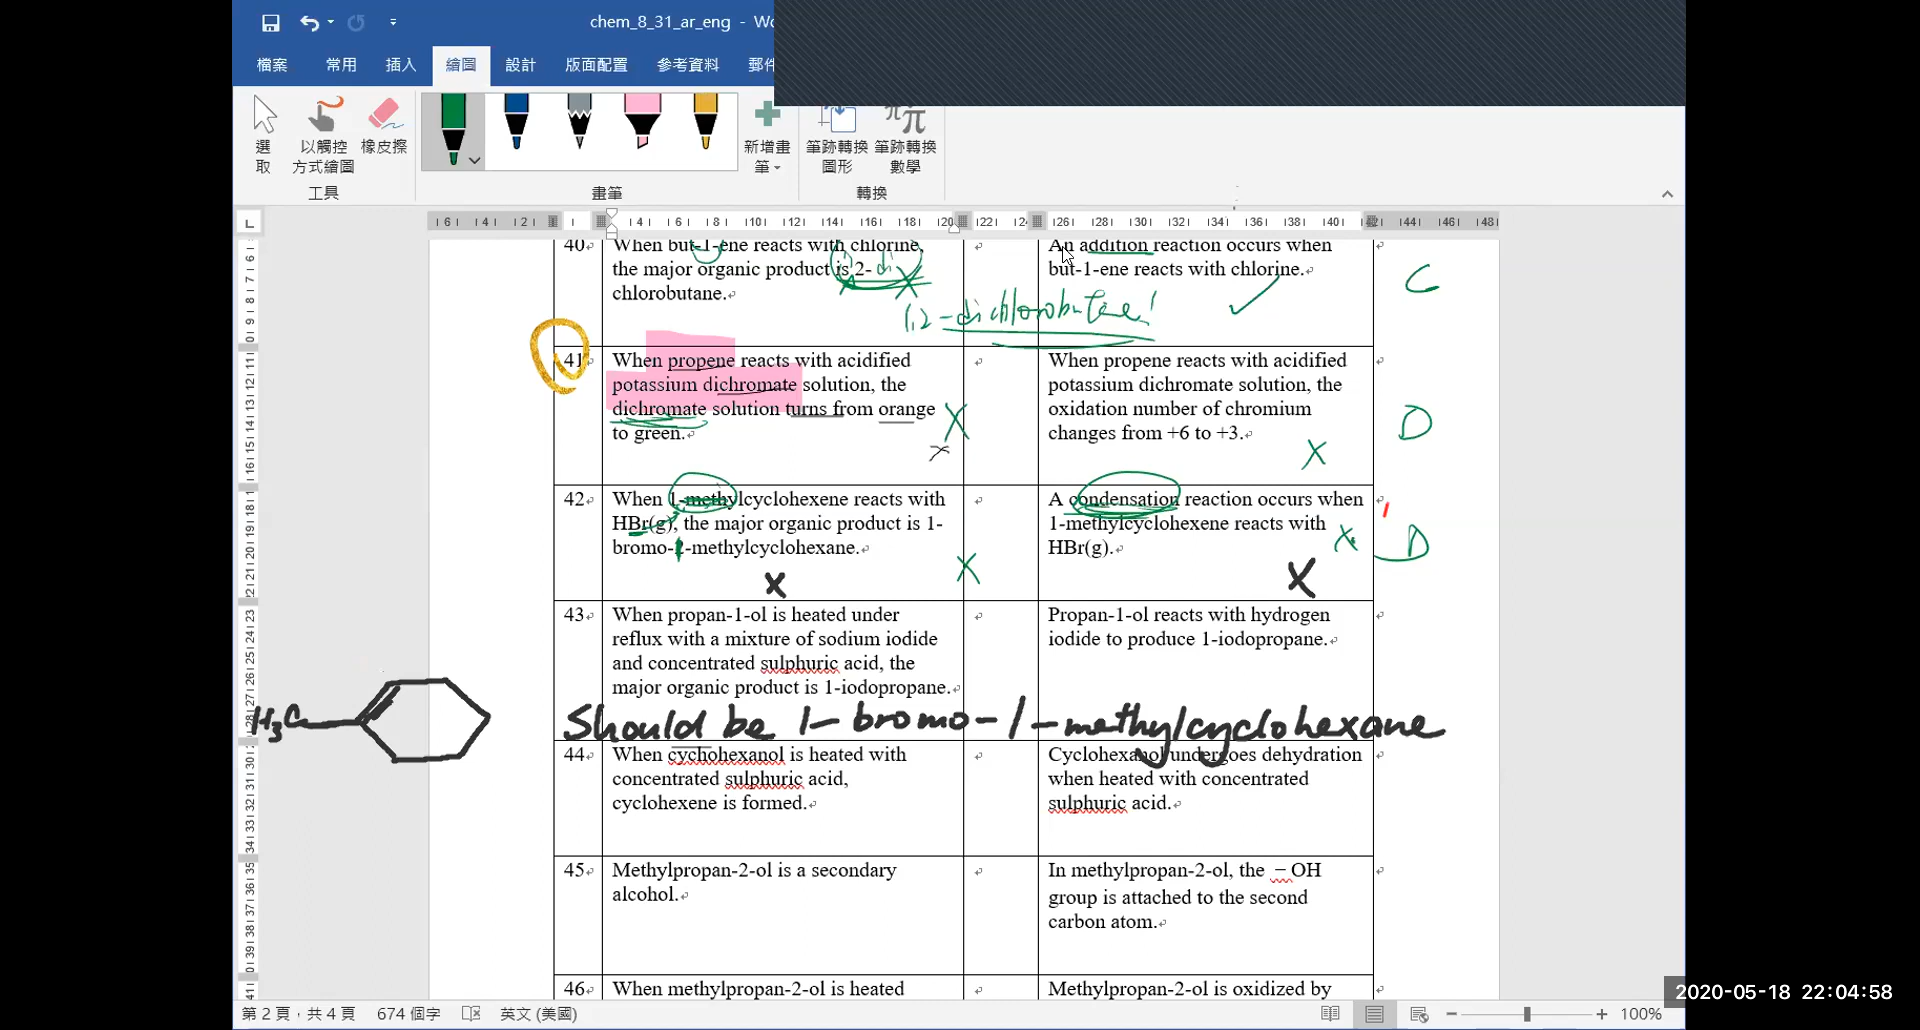 chem_8_31_ar_eng - Wo
檔案 常用 插入 繪圖 設計 版面配置 參考資料 郵件
選取 以觸控方式繪圖 橡皮擦 新增畫筆 筆跡轉換圖形 筆跡轉換數學
工具 畫筆 轉換
40 When but-1-ene reacts with chlorine,
the major organic product is 2-
chlorobutane.
An addition reaction occurs when
but-1-ene reacts with chlorine.
C
1,2-dichlorobutane!
41 When propene reacts with acidified
potassium dichromate solution, the
dichromate solution turns from orange
to green.
X
When propene reacts with acidified
potassium dichromate solution, the
oxidation number of chromium
changes from +6 to +3.
X
D
42 When 1-methylcyclohexene reacts with
HBr(g), the major organic product is 1-
bromo- -methylcyclohexane.
X
X
A condensation reaction occurs when
1-methylcyclohexene reacts with
HBr(g).
X
X
D
43 When propan-1-ol is heated under
reflux with a mixture of sodium iodide
and concentrated sulphuric acid, the
major organic product is 1-iodopropane.
Propan-1-ol reacts with hydrogen
iodide to produce 1-iodopropane.
H3C
Should be 1-bromo-1-methylcyclohexane
44 When cychohexanol is heated with
concentrated sulphuric acid,
cyclohexene is formed.
Cyclohexanol undergoes dehydration
when heated with concentrated
sulphuric acid.
45 Methylpropan-2-ol is a secondary
alcohol.
In methylpropan-2-ol, the －OH
group is attached to the second
carbon atom.
46 When methylpropan-2-ol is heated
Methylpropan-2-ol is oxidized by
第 2 頁，共 4 頁 674 個字 英文 (美國) 100%
2020-05-18 22:04:58